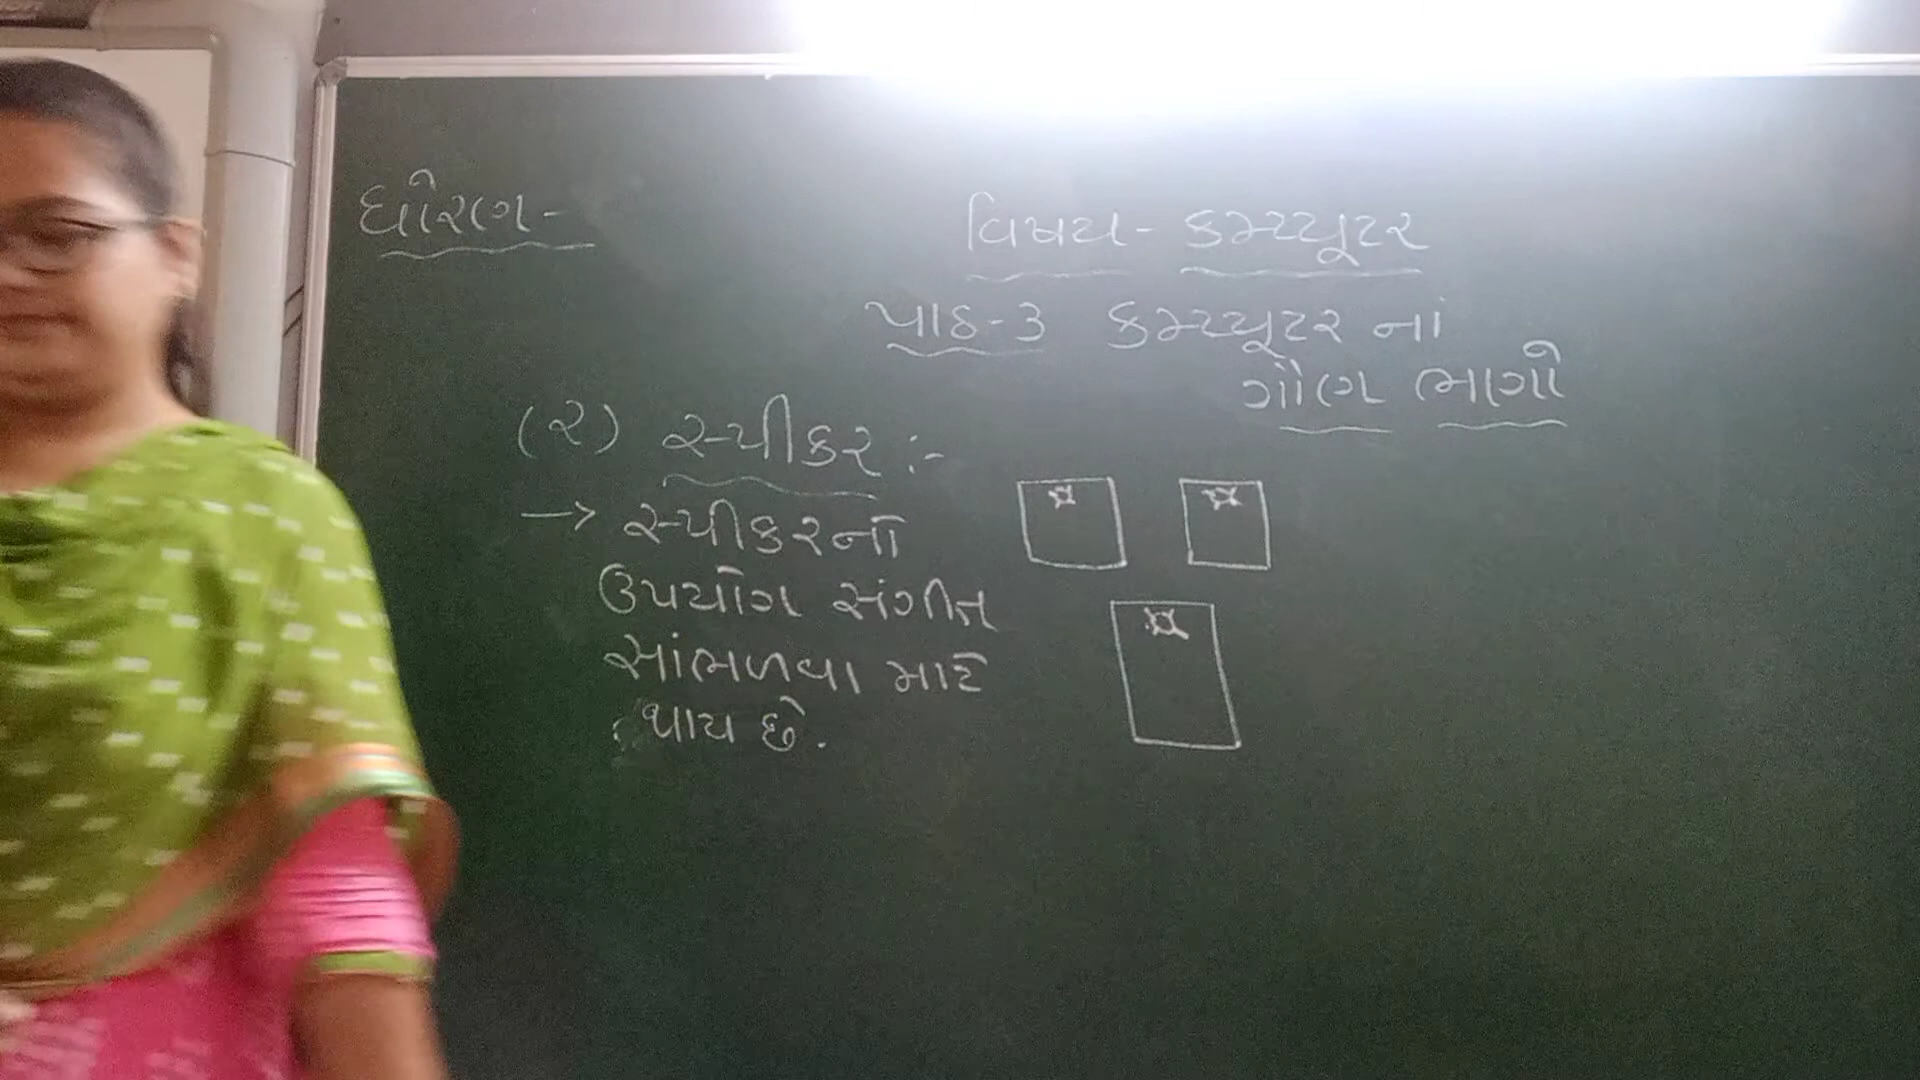 ધોરણ-
વિષય - કમ્પ્યૂટર
પાઠ-૩ કમ્પ્યૂટર નાં
ગૌણ ભાગો
(૨) સ્પીકર :-
→ સ્પીકરનો
ઉપયોગ સંગીત
સાંભળવા માટે
થાય છે.